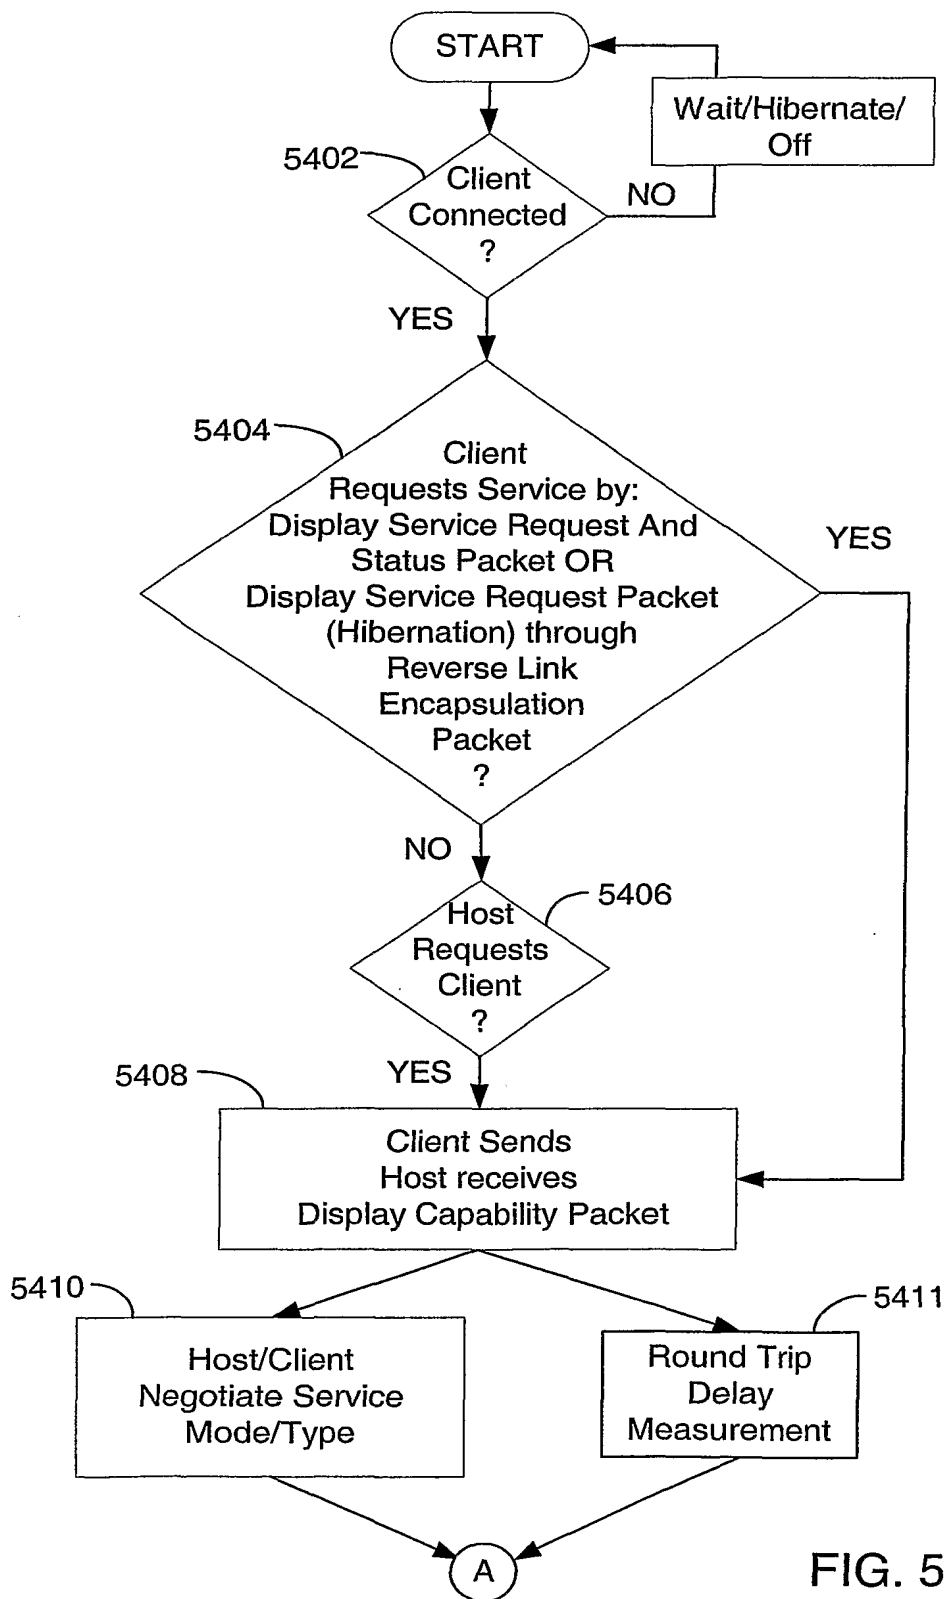 START
Wait/Hibernate/
Off
5402
Client
Connected
?
NO
YES
5404
Client
Requests Service by:
Display Service Request And
Status Packet OR
Display Service Request Packet
(Hibernation) through
Reverse Link
Encapsulation
Packet
?
YES
NO
5406
Host
Requests
Client
?
YES
5408
Client Sends
Host receives
Display Capability Packet
5410
Host/Client
Negotiate Service
Mode/Type
5411
Round Trip
Delay
Measurement
A
FIG. 5